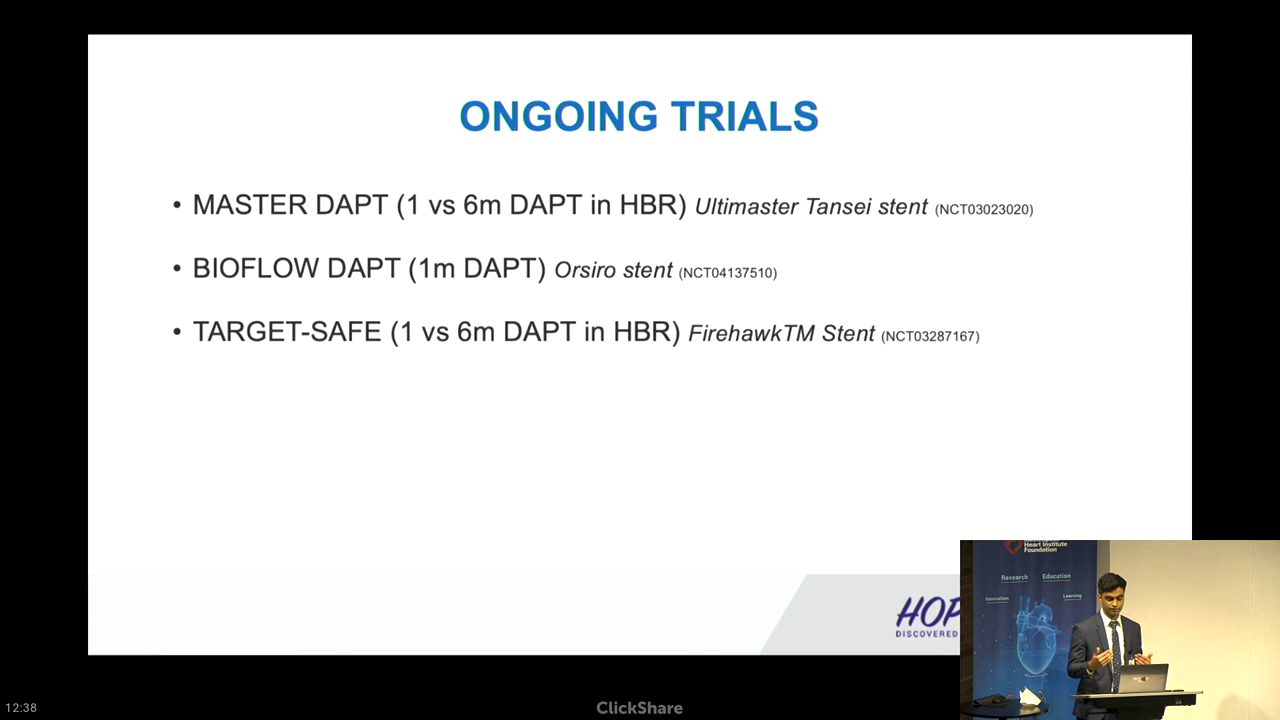 ONGOING TRIALS
• MASTER DAPT (1 vs 6m DAPT in HBR) Ultimaster Tansei stent (NCT03023020)
• BIOFLOW DAPT (1m DAPT) Orsiro stent (NCT04137510)
• TARGET-SAFE (1 vs 6m DAPT in HBR) FirehawkTM Stent (NCT03287167)
Heart Institute
Foundation
Research Education
Innovation Learning
DISCOVERED
12:38
ClickShare